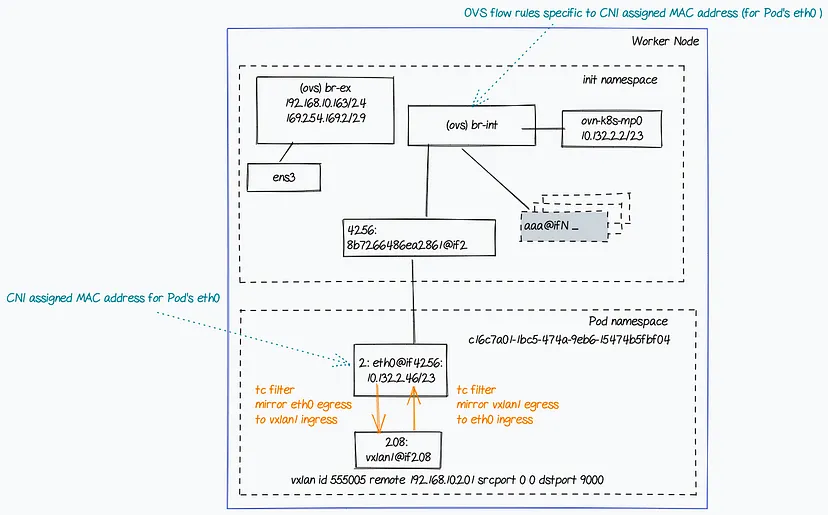 OVS flow rules specific to CNI assigned MAC address (for Pod's eth0 )
Worker Node
init namespace
(ovs) br-ex
192.168.10.163/24
169.254.169.2/29
(ovs) br-int
ovn-k8s-mp0
10.132.2.2/23
ens3
4256:
8b7266486ea2861@if2
aaa@ifN _
CNI assigned MAC address for Pod's eth0
Pod namespace
c16c7a01-1bc5-474a-9eb6-15474b5fbf04
2: eth0@if4256:
10.132.2.46/23
tc filter
mirror eth0 egress
to vxlan1 ingress
tc filter
mirror vxlan1 egress
to eth0 ingress
208:
vxlan1@if208
vxlan id 555005 remote 192.168.10.201 srcport 0 0 dstport 9000